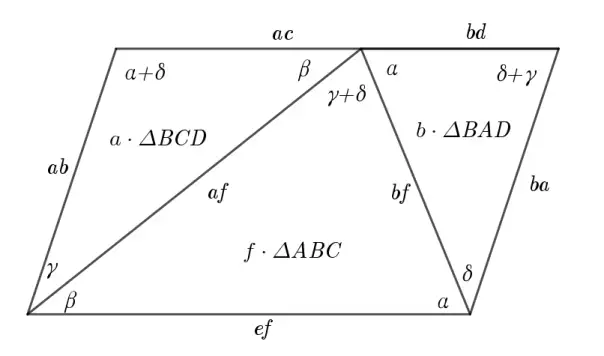 ac
bd
α+δ
β
α
δ+γ
γ+δ
b · ΔBAD
a · ΔBCD
ab
af
bf
ba
f · ΔABC
γ
δ
β
α
ef